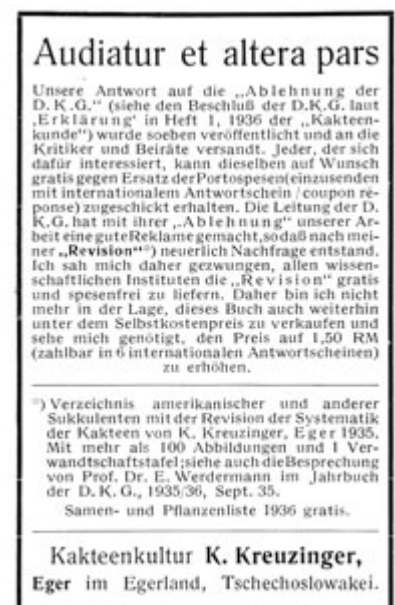 Audiatur et altera pars
Unsere Antwort auf die „Ablehnung der
D. K. G.“ (siehe den Beschluß der D.K.G. laut
‚Erklärung‘ in Heft 1, 1936 der „Kakteen-
kunde“) wurde soeben veröffentlicht und an die
Kritiker und Beiräte versandt. Jeder, der sich
dafür interessiert, kann dieselben auf Wunsch
gratis gegen Ersatz der Portospesen (einzusenden
mit internationalem Antwortschein / coupon ré-
ponse) zugeschickt erhalten. Die Leitung der D.
K. G. hat mit ihrer „Ablehnung“ unserer Ar-
beit eine gute Reklame gemacht, sodaß nach mei-
ner „Revision“*) neuerlich Nachfrage entstand.
Ich sah mich daher gezwungen, allen wissen-
schaftlichen Instituten die „Revision“ gratis
und spesenfrei zu liefern. Daher bin ich nicht
mehr in der Lage, dieses Buch auch weiterhin
unter dem Selbstkostenpreis zu verkaufen und
sehe mich genötigt, den Preis auf 1,50 RM
(zahlbar in 6 internationalen Antwortscheinen)
zu erhöhen.
*) Verzeichnis amerikanischer und anderer
Sukkulenten mit der Revision der Systematik
der Kakteen von K. Kreuzinger, Eger 1935.
Mit mehr als 100 Abbildungen und 1 Ver-
wandtschaftstafel; siehe auch die Besprechung
von Prof. Dr. E. Werdermann im Jahrbuch
der D. K. G., 1935/36, Sept. 35.
Samen- und Pflanzenliste 1936 gratis.
Kakteenkultur K. Kreuzinger,
Eger im Egerland, Tschechoslowakei.